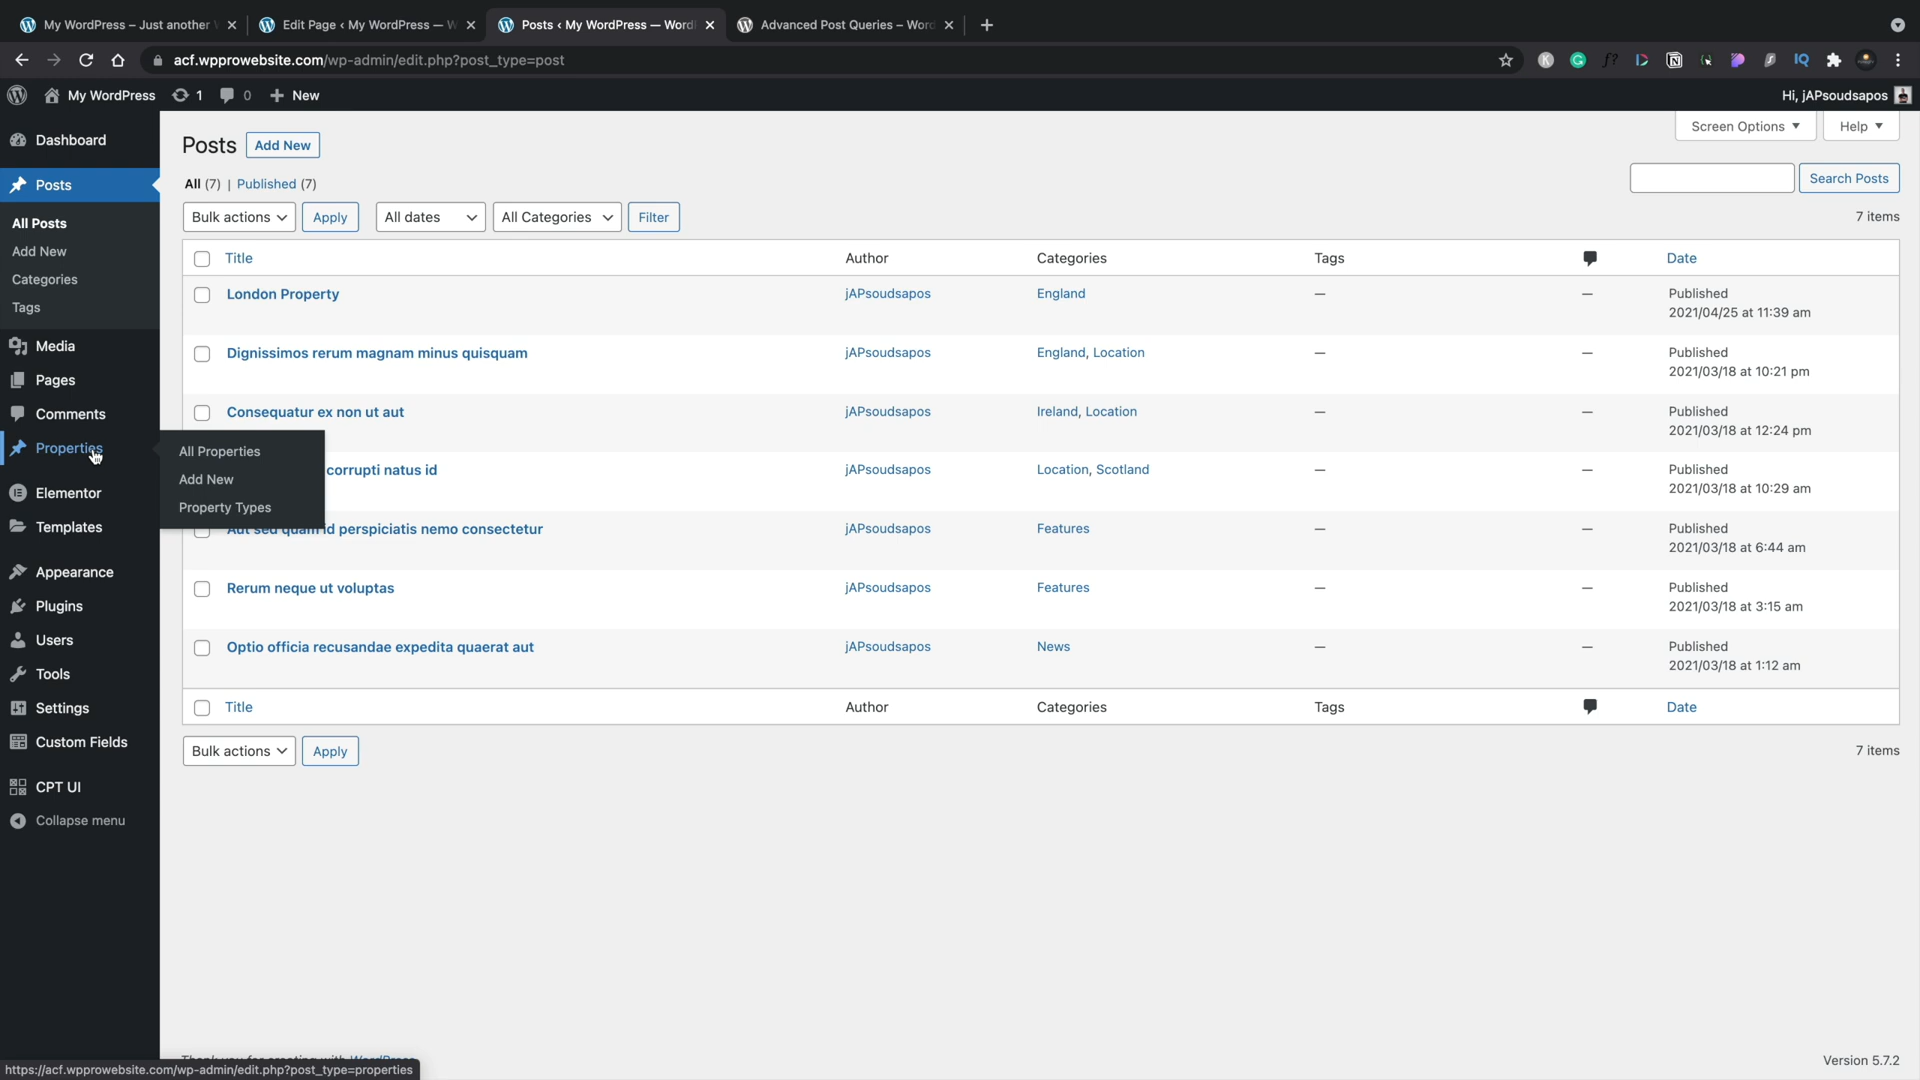 My WordPress – Just another
Edit Page ‹ My WordPress — W
Posts ‹ My WordPress — Word
Advanced Post Queries – Word
acf.wpprowebsite.com/wp-admin/edit.php?post_type=post
My WordPress 1 0 New
Hi, jAPsoudsapos
Screen Options
Help
Dashboard
Posts
All Posts
Add New
Categories
Tags
Media
Pages
Comments
Properties
All Properties
Add New
Property Types
Elementor
Templates
Appearance
Plugins
Users
Tools
Settings
Custom Fields
CPT UI
Collapse menu
Posts Add New
All (7) | Published (7)
Search Posts
Bulk actions Apply All dates All Categories Filter
7 items
Title Author Categories Tags Date
London Property jAPsoudsapos England — — Published
2021/04/25 at 11:39 am
Dignissimos rerum magnam minus quisquam jAPsoudsapos England, Location — — Published
2021/03/18 at 10:21 pm
Consequatur ex non ut aut jAPsoudsapos Ireland, Location — — Published
2021/03/18 at 12:24 pm
corrupti natus id jAPsoudsapos Location, Scotland — — Published
2021/03/18 at 10:29 am
Aut sed quam id perspiciatis nemo consectetur jAPsoudsapos Features — — Published
2021/03/18 at 6:44 am
Rerum neque ut voluptas jAPsoudsapos Features — — Published
2021/03/18 at 3:15 am
Optio officia recusandae expedita quaerat aut jAPsoudsapos News — — Published
2021/03/18 at 1:12 am
Title Author Categories Tags Date
Bulk actions Apply
7 items
Thank you for creating with WordPress
Version 5.7.2
https://acf.wpprowebsite.com/wp-admin/edit.php?post_type=properties